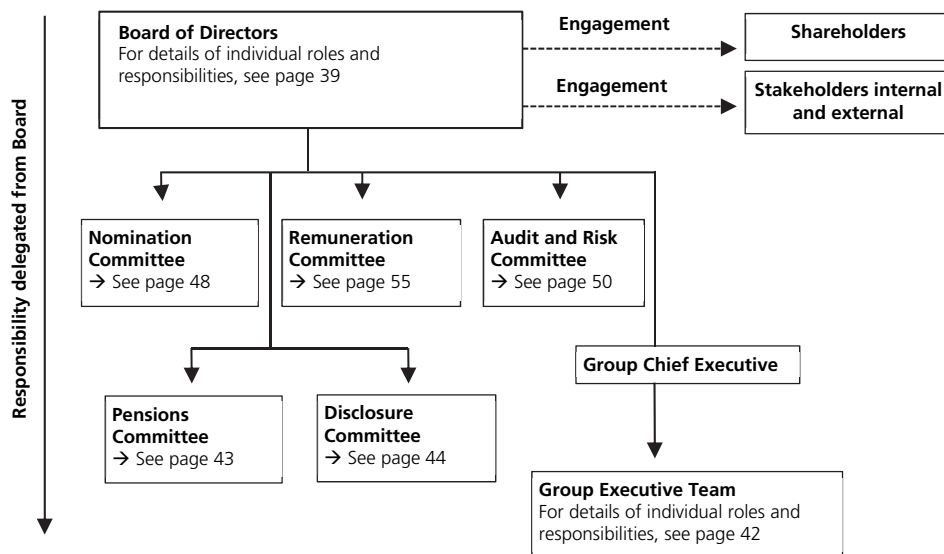 Board of Directors
For details of individual roles and
responsibilities, see page 39
Engagement
Shareholders
Engagement
Stakeholders internal
and external
Responsibility delegated from Board
Nomination
Committee
→ See page 48
Remuneration
Committee
→ See page 55
Audit and Risk
Committee
→ See page 50
Group Chief Executive
Pensions
Committee
→ See page 43
Disclosure
Committee
→ See page 44
Group Executive Team
For details of individual roles and
responsibilities, see page 42